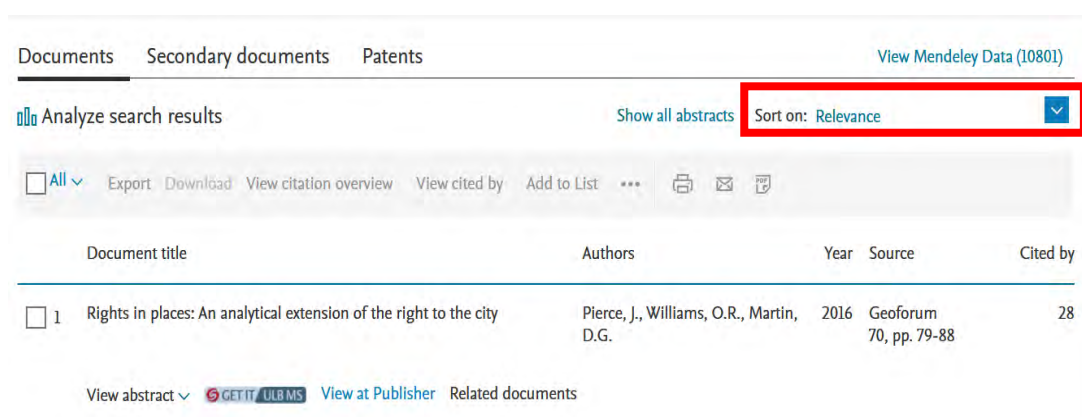 Documents Secondary documents Patents View Mendeley Data (10801)
Analyze search results Show all abstracts Sort on: Relevance
All Export Download View citation overview View cited by Add to List ••• PDF
Document title Authors Year Source Cited by
1 Rights in places: An analytical extension of the right to the city Pierce, J., Williams, O.R., Martin, 2016 Geoforum 28
D.G. 70, pp. 79-88
View abstract GET IT ULB MS View at Publisher Related documents